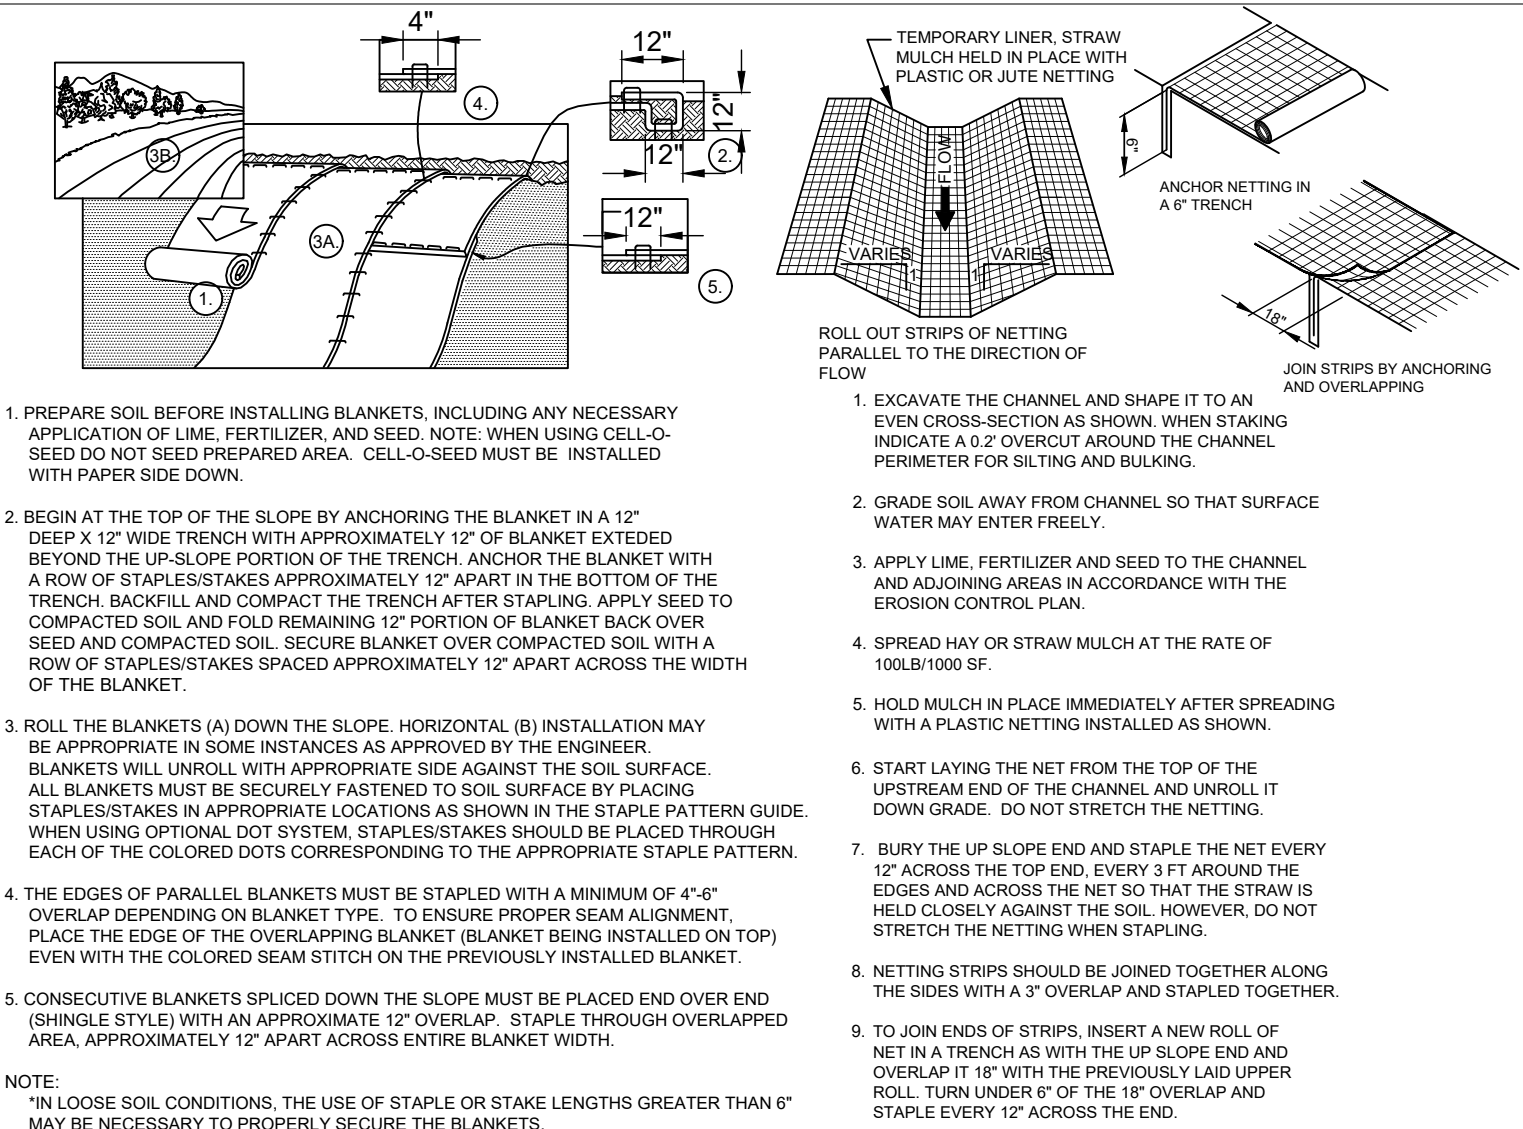 4"
4.
12"
12"
12"
2.
3B.
3A.
1.
12"
5.
TEMPORARY LINER, STRAW
MULCH HELD IN PLACE WITH
PLASTIC OR JUTE NETTING
FLOW
VARIES
1
VARIES
1
ROLL OUT STRIPS OF NETTING
PARALLEL TO THE DIRECTION OF
FLOW
6"
ANCHOR NETTING IN
A 6" TRENCH
18"
JOIN STRIPS BY ANCHORING
AND OVERLAPPING
1. PREPARE SOIL BEFORE INSTALLING BLANKETS, INCLUDING ANY NECESSARY
APPLICATION OF LIME, FERTILIZER, AND SEED. NOTE: WHEN USING CELL-O-
SEED DO NOT SEED PREPARED AREA. CELL-O-SEED MUST BE INSTALLED
WITH PAPER SIDE DOWN.
2. BEGIN AT THE TOP OF THE SLOPE BY ANCHORING THE BLANKET IN A 12"
DEEP X 12" WIDE TRENCH WITH APPROXIMATELY 12" OF BLANKET EXTEDED
BEYOND THE UP-SLOPE PORTION OF THE TRENCH. ANCHOR THE BLANKET WITH
A ROW OF STAPLES/STAKES APPROXIMATELY 12" APART IN THE BOTTOM OF THE
TRENCH. BACKFILL AND COMPACT THE TRENCH AFTER STAPLING. APPLY SEED TO
COMPACTED SOIL AND FOLD REMAINING 12" PORTION OF BLANKET BACK OVER
SEED AND COMPACTED SOIL. SECURE BLANKET OVER COMPACTED SOIL WITH A
ROW OF STAPLES/STAKES SPACED APPROXIMATELY 12" APART ACROSS THE WIDTH
OF THE BLANKET.
3. ROLL THE BLANKETS (A) DOWN THE SLOPE. HORIZONTAL (B) INSTALLATION MAY
BE APPROPRIATE IN SOME INSTANCES AS APPROVED BY THE ENGINEER.
BLANKETS WILL UNROLL WITH APPROPRIATE SIDE AGAINST THE SOIL SURFACE.
ALL BLANKETS MUST BE SECURELY FASTENED TO SOIL SURFACE BY PLACING
STAPLES/STAKES IN APPROPRIATE LOCATIONS AS SHOWN IN THE STAPLE PATTERN GUIDE.
WHEN USING OPTIONAL DOT SYSTEM, STAPLES/STAKES SHOULD BE PLACED THROUGH
EACH OF THE COLORED DOTS CORRESPONDING TO THE APPROPRIATE STAPLE PATTERN.
4. THE EDGES OF PARALLEL BLANKETS MUST BE STAPLED WITH A MINIMUM OF 4"-6"
OVERLAP DEPENDING ON BLANKET TYPE. TO ENSURE PROPER SEAM ALIGNMENT,
PLACE THE EDGE OF THE OVERLAPPING BLANKET (BLANKET BEING INSTALLED ON TOP)
EVEN WITH THE COLORED SEAM STITCH ON THE PREVIOUSLY INSTALLED BLANKET.
5. CONSECUTIVE BLANKETS SPLICED DOWN THE SLOPE MUST BE PLACED END OVER END
(SHINGLE STYLE) WITH AN APPROXIMATE 12" OVERLAP. STAPLE THROUGH OVERLAPPED
AREA, APPROXIMATELY 12" APART ACROSS ENTIRE BLANKET WIDTH.
NOTE:
*IN LOOSE SOIL CONDITIONS, THE USE OF STAPLE OR STAKE LENGTHS GREATER THAN 6"
MAY BE NECESSARY TO PROPERLY SECURE THE BLANKETS.
1. EXCAVATE THE CHANNEL AND SHAPE IT TO AN
EVEN CROSS-SECTION AS SHOWN. WHEN STAKING
INDICATE A 0.2' OVERCUT AROUND THE CHANNEL
PERIMETER FOR SILTING AND BULKING.
2. GRADE SOIL AWAY FROM CHANNEL SO THAT SURFACE
WATER MAY ENTER FREELY.
3. APPLY LIME, FERTILIZER AND SEED TO THE CHANNEL
AND ADJOINING AREAS IN ACCORDANCE WITH THE
EROSION CONTROL PLAN.
4. SPREAD HAY OR STRAW MULCH AT THE RATE OF
100LB/1000 SF.
5. HOLD MULCH IN PLACE IMMEDIATELY AFTER SPREADING
WITH A PLASTIC NETTING INSTALLED AS SHOWN.
6. START LAYING THE NET FROM THE TOP OF THE
UPSTREAM END OF THE CHANNEL AND UNROLL IT
DOWN GRADE. DO NOT STRETCH THE NETTING.
7. BURY THE UP SLOPE END AND STAPLE THE NET EVERY
12" ACROSS THE TOP END, EVERY 3 FT AROUND THE
EDGES AND ACROSS THE NET SO THAT THE STRAW IS
HELD CLOSELY AGAINST THE SOIL. HOWEVER, DO NOT
STRETCH THE NETTING WHEN STAPLING.
8. NETTING STRIPS SHOULD BE JOINED TOGETHER ALONG
THE SIDES WITH A 3" OVERLAP AND STAPLED TOGETHER.
9. TO JOIN ENDS OF STRIPS, INSERT A NEW ROLL OF
NET IN A TRENCH AS WITH THE UP SLOPE END AND
OVERLAP IT 18" WITH THE PREVIOUSLY LAID UPPER
ROLL. TURN UNDER 6" OF THE 18" OVERLAP AND
STAPLE EVERY 12" ACROSS THE END.